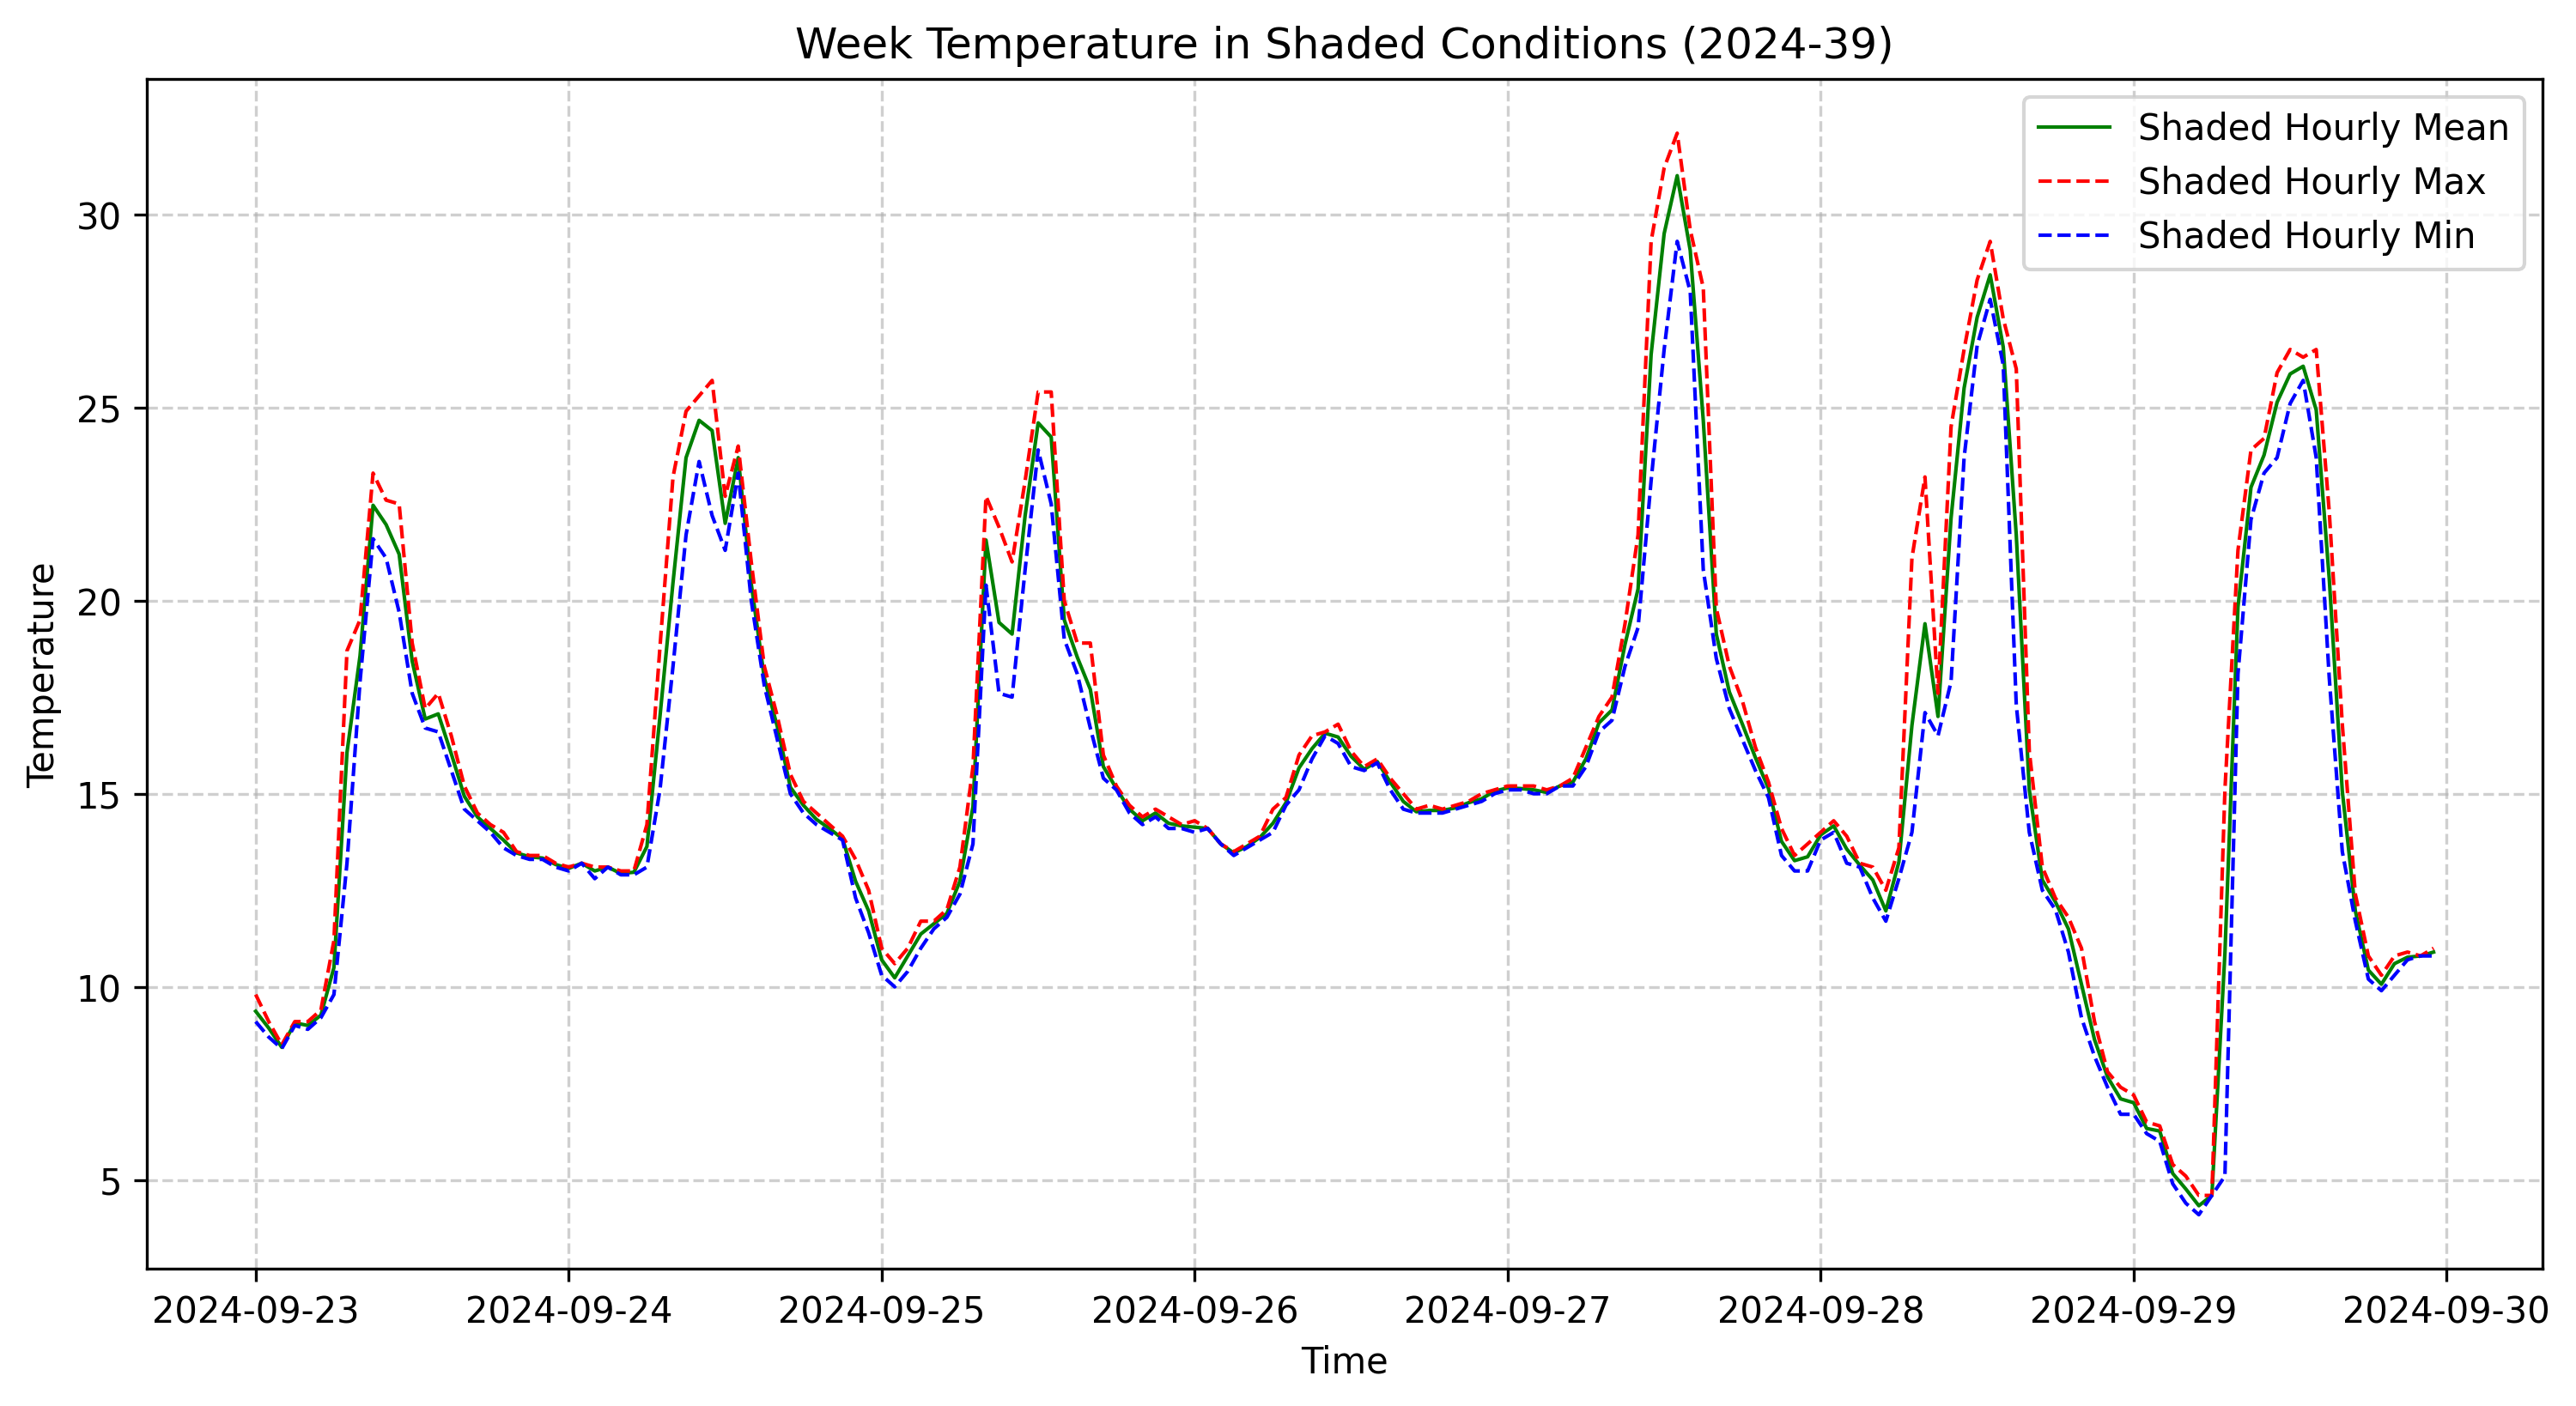 Week Temperature in Shaded Conditions (2024-39)
Shaded Hourly Mean
Shaded Hourly Max
Shaded Hourly Min
30
25
20
15
10
5
Temperature
2024-09-23 2024-09-24 2024-09-25 2024-09-26 2024-09-27 2024-09-28 2024-09-29 2024-09-30
Time